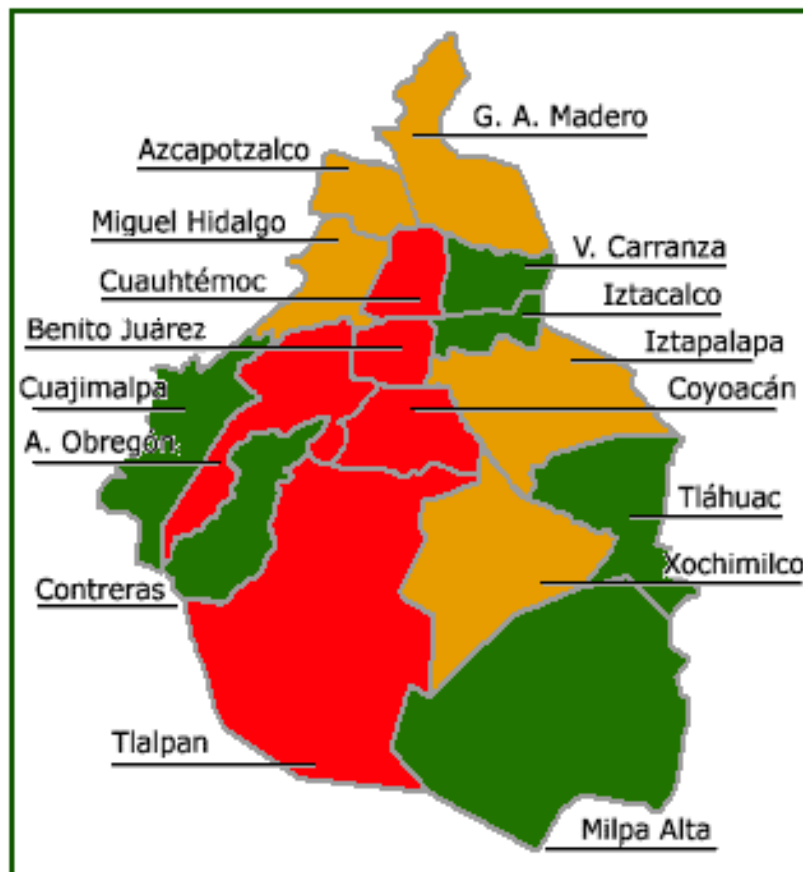 G. A. Madero
Azcapotzalco
Miguel Hidalgo
V. Carranza
Cuauhtémoc
Iztacalco
Benito Juárez
Iztapalapa
Cuajimalpa
Coyoacán
A. Obregón
Tláhuac
Xochimilco
Contreras
Tlalpan
Milpa Alta